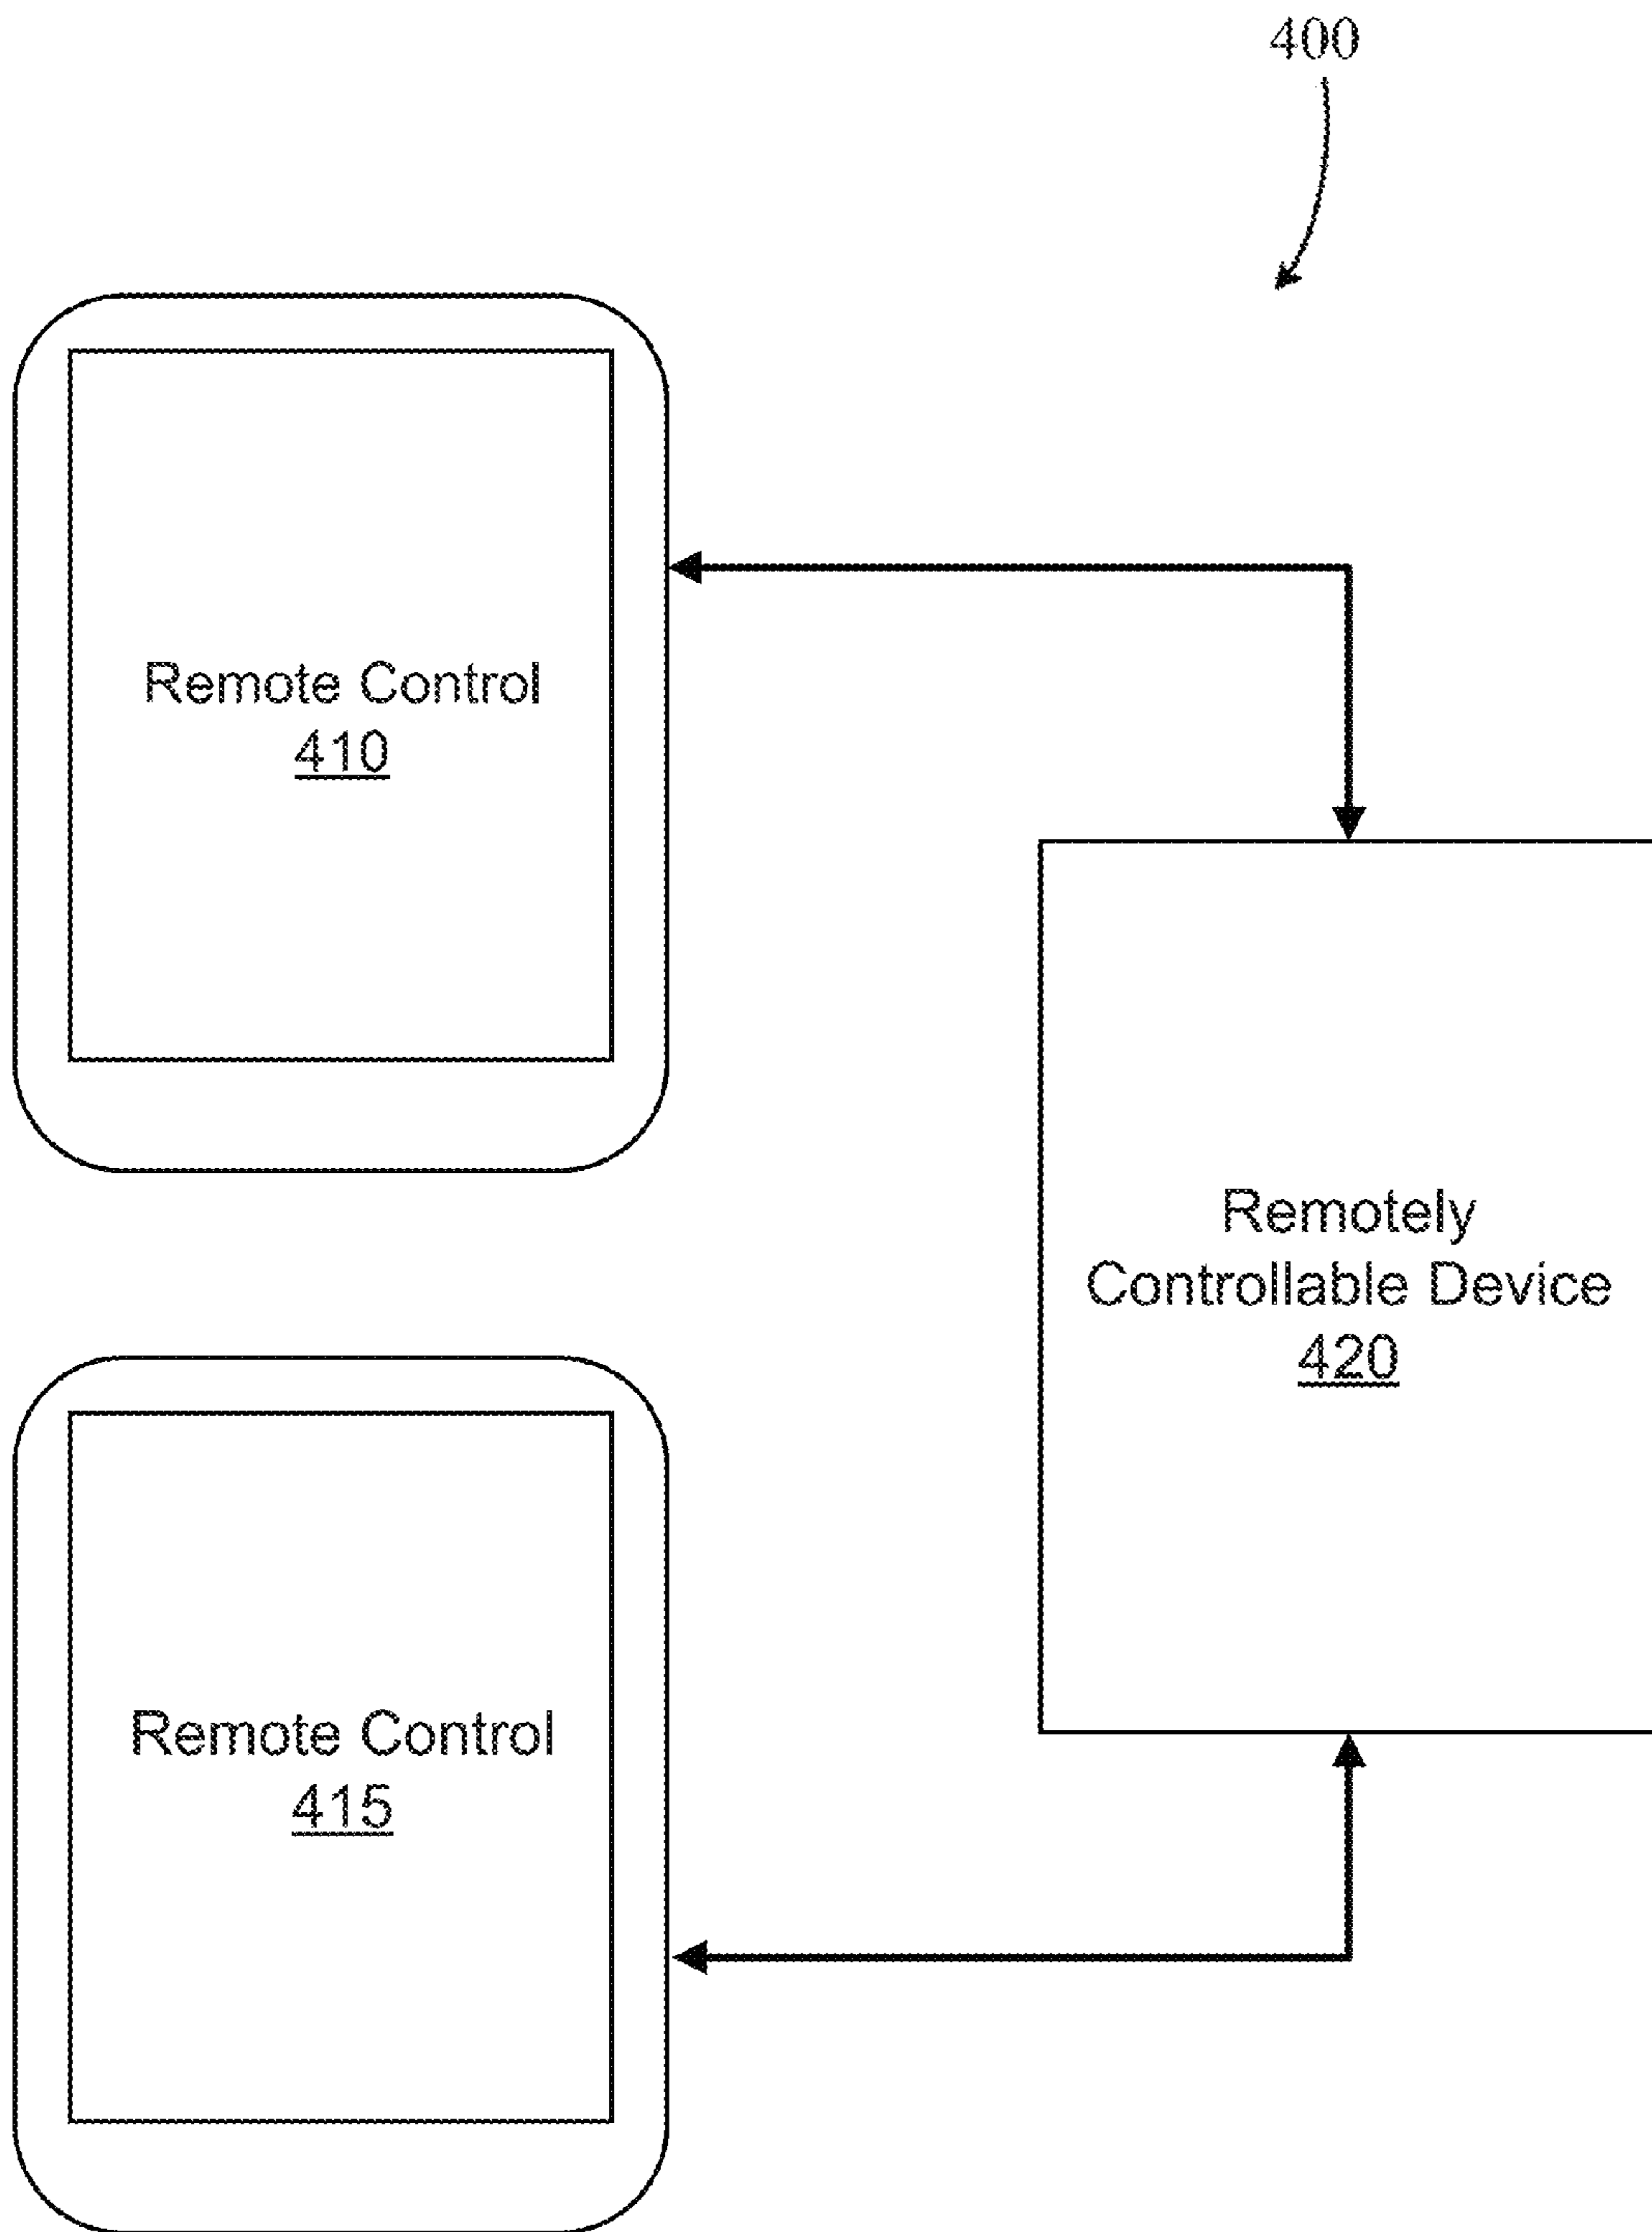 400
Remote Control
410
Remotely
Controllable Device
420
Remote Control
415